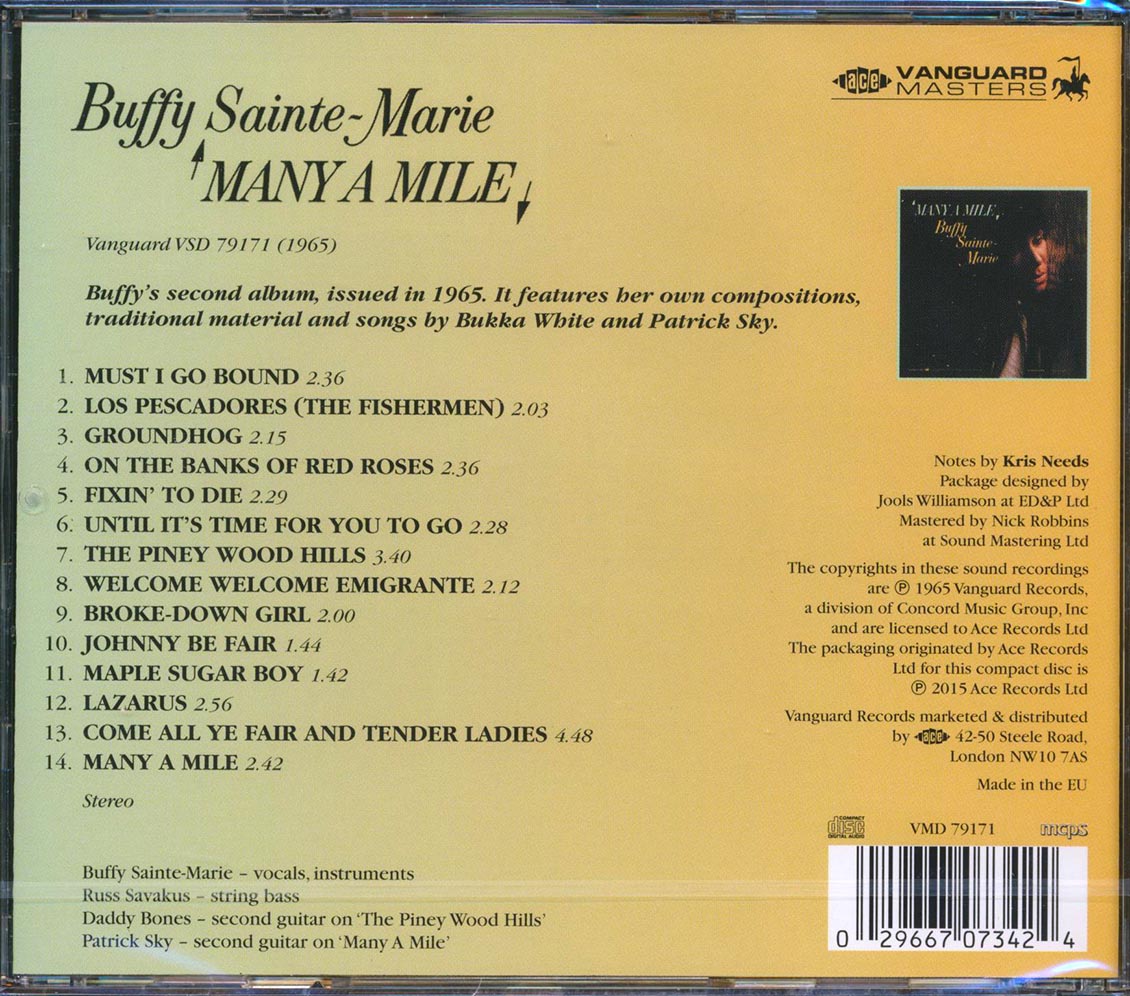 Buffy Sainte-Marie
MANY A MILE
Vanguard VSD 79171 (1965)
Buffy's second album, issued in 1965. It features her own compositions,
traditional material and songs by Bukka White and Patrick Sky.
1. MUST I GO BOUND 2.36
2. LOS PESCADORES (THE FISHERMEN) 2.03
3. GROUNDHOG 2.15
4. ON THE BANKS OF RED ROSES 2.36
5. FIXIN' TO DIE 2.29
6. UNTIL IT'S TIME FOR YOU TO GO 2.28
7. THE PINEY WOOD HILLS 3.40
8. WELCOME WELCOME EMIGRANTE 2.12
9. BROKE-DOWN GIRL 2.00
10. JOHNNY BE FAIR 1.44
11. MAPLE SUGAR BOY 1.42
12. LAZARUS 2.56
13. COME ALL YE FAIR AND TENDER LADIES 4.48
14. MANY A MILE 2.42
Stereo
Buffy Sainte-Marie – vocals, instruments
Russ Savakus – string bass
Daddy Bones – second guitar on 'The Piney Wood Hills'
Patrick Sky – second guitar on 'Many A Mile'
ace VANGUARD
MASTERS
MANY A MILE
Buffy
Sainte-
Marie
Notes by Kris Needs
Package designed by
Jools Williamson at ED&P Ltd
Mastered by Nick Robbins
at Sound Mastering Ltd
The copyrights in these sound recordings
are ℗ 1965 Vanguard Records,
a division of Concord Music Group, Inc
and are licensed to Ace Records Ltd
The packaging originated by Ace Records
Ltd for this compact disc is
℗ 2015 Ace Records Ltd
Vanguard Records marketed & distributed
by ace 42-50 Steele Road,
London NW10 7AS
Made in the EU
COMPACT
disc
DIGITAL AUDIO
VMD 79171
mcps
0 29667 07342 4